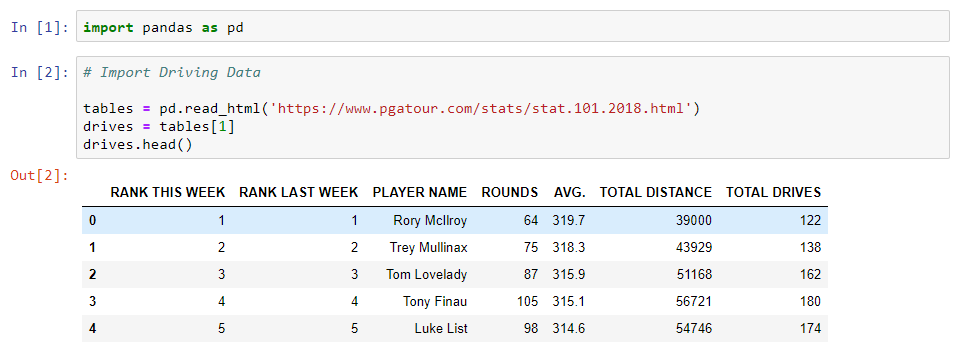 In [1]: import pandas as pd
In [2]: # Import Driving Data
tables = pd.read_html('https://www.pgatour.com/stats/stat.101.2018.html')
drives = tables[1]
drives.head()
Out[2]:
RANK THIS WEEK RANK LAST WEEK PLAYER NAME ROUNDS AVG. TOTAL DISTANCE TOTAL DRIVES
0 1 1 Rory McIlroy 64 319.7 39000 122
1 2 2 Trey Mullinax 75 318.3 43929 138
2 3 3 Tom Lovelady 87 315.9 51168 162
3 4 4 Tony Finau 105 315.1 56721 180
4 5 5 Luke List 98 314.6 54746 174